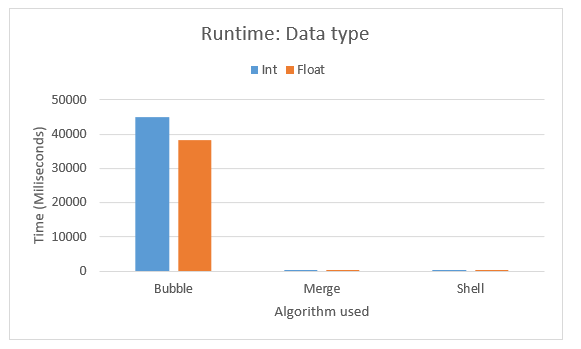 Runtime: Data type
Int Float
50000
40000
30000
20000
10000
0
Time (Miliseconds)
Bubble Merge Shell
Algorithm used